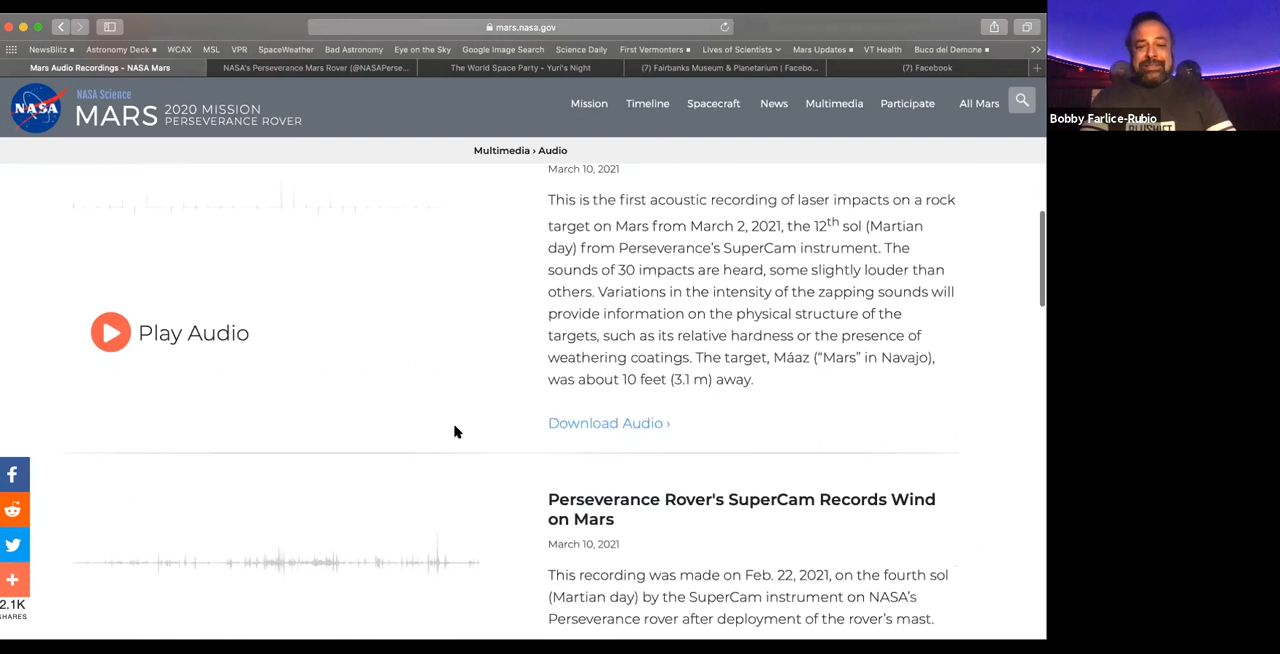 mars.nasa.gov
NewsBlitz Astronomy Deck WCAX MSL VPR SpaceWeather Bad Astronomy Eye on the Sky Google Image Search Science Daily First Vermonters Lives of Scientists Mars Updates VT Health Buco del Demone
Mars Audio Recordings – NASA Mars
NASA's Perseverance Mars Rover (@NASAPerse...
The World Space Party - Yuri's Night
(7) Fairbanks Museum & Planetarium | Facebo...
(7) Facebook
NASA
NASA Science
MARS
2020 MISSION
PERSEVERANCE ROVER
Mission Timeline Spacecraft News Multimedia Participate All Mars
Multimedia › Audio
March 10, 2021
This is the first acoustic recording of laser impacts on a rock
target on Mars from March 2, 2021, the 12th sol (Martian
day) from Perseverance's SuperCam instrument. The
sounds of 30 impacts are heard, some slightly louder than
others. Variations in the intensity of the zapping sounds will
provide information on the physical structure of the
targets, such as its relative hardness or the presence of
weathering coatings. The target, Máaz (“Mars” in Navajo),
was about 10 feet (3.1 m) away.
Play Audio
Download Audio ›
Perseverance Rover's SuperCam Records Wind
on Mars
March 10, 2021
This recording was made on Feb. 22, 2021, on the fourth sol
(Martian day) by the SuperCam instrument on NASA's
Perseverance rover after deployment of the rover's mast.
2.1K
SHARES
Bobby Farlice-Rubio